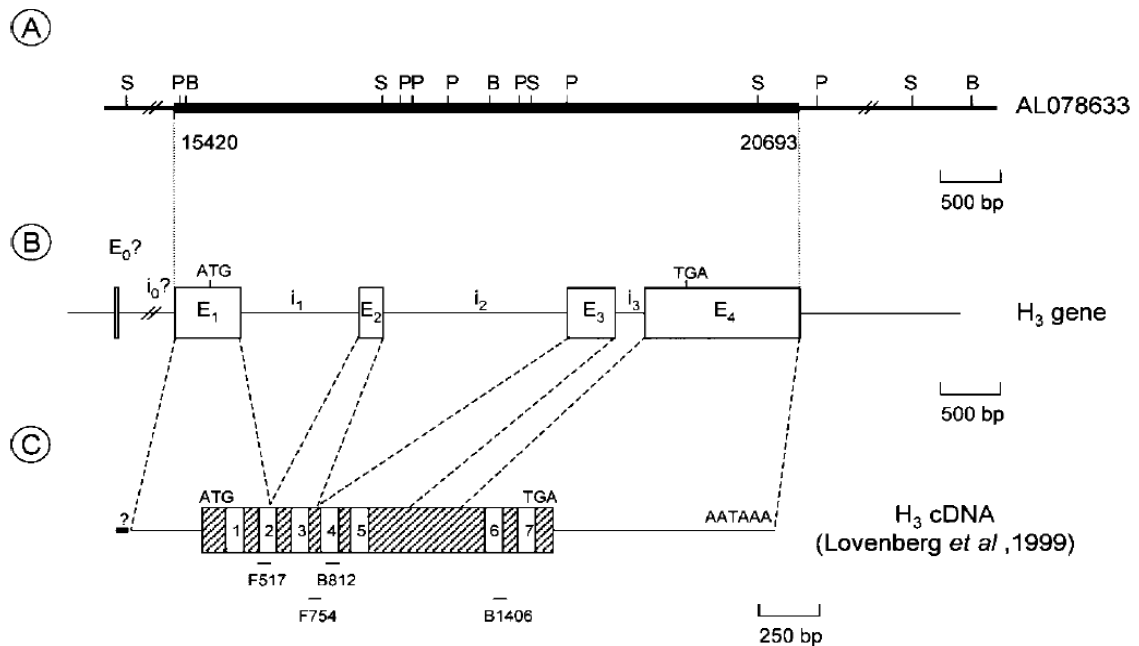 A
S PB S PP P B PS P S P S B
AL078633
15420 20693
500 bp
B
E0?
i0? ATG TGA
E1 i1 E2 i2 E3 i3 E4
H3 gene
500 bp
C
ATG TGA
? 1 2 3 4 5 6 7 AATAAA
H3 cDNA
(Lovenberg et al ,1999)
F517 B812
F754 B1406
250 bp